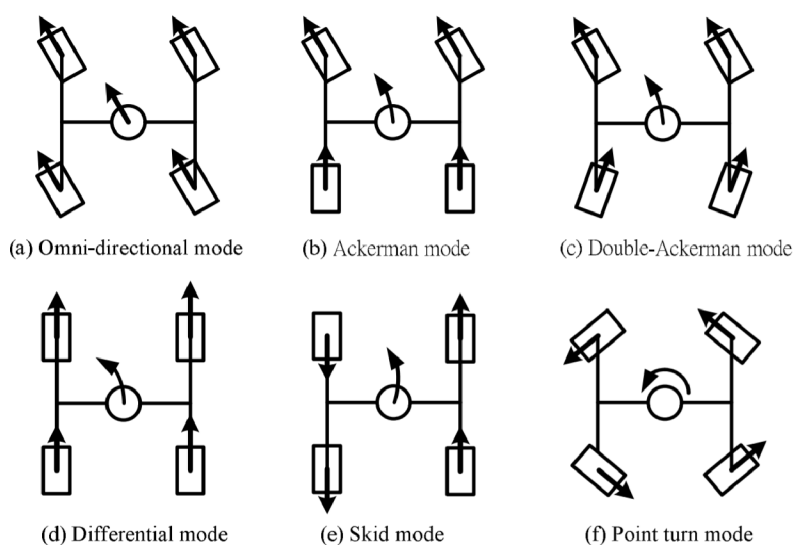 (a) Omni-directional mode
(b) Ackerman mode
(c) Double-Ackerman mode
(d) Differential mode
(e) Skid mode
(f) Point turn mode